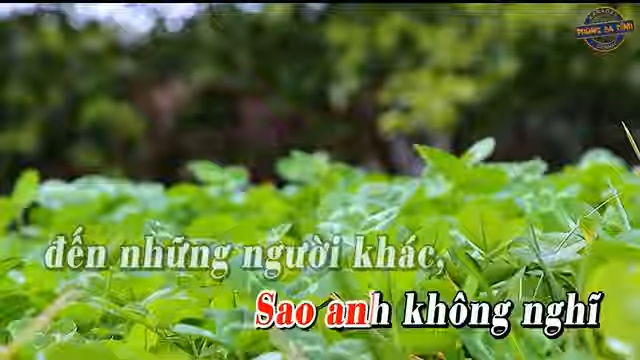 đến những người khác,
Sao anh không nghĩ